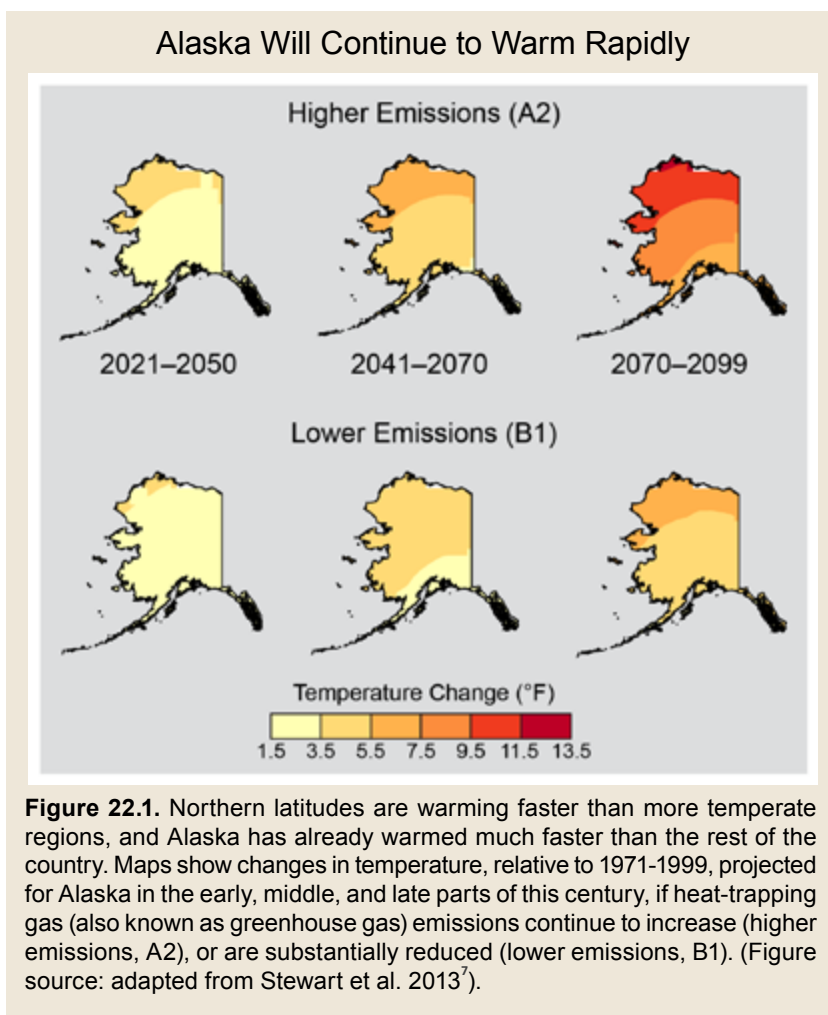 Alaska Will Continue to Warm Rapidly
Higher Emissions (A2)
2021–2050 2041–2070 2070–2099
Lower Emissions (B1)
Temperature Change (°F)
1.5 3.5 5.5 7.5 9.5 11.5 13.5
Figure 22.1. Northern latitudes are warming faster than more temperate
regions, and Alaska has already warmed much faster than the rest of the
country. Maps show changes in temperature, relative to 1971-1999, projected
for Alaska in the early, middle, and late parts of this century, if heat-trapping
gas (also known as greenhouse gas) emissions continue to increase (higher
emissions, A2), or are substantially reduced (lower emissions, B1). (Figure
source: adapted from Stewart et al. 2013⁷).